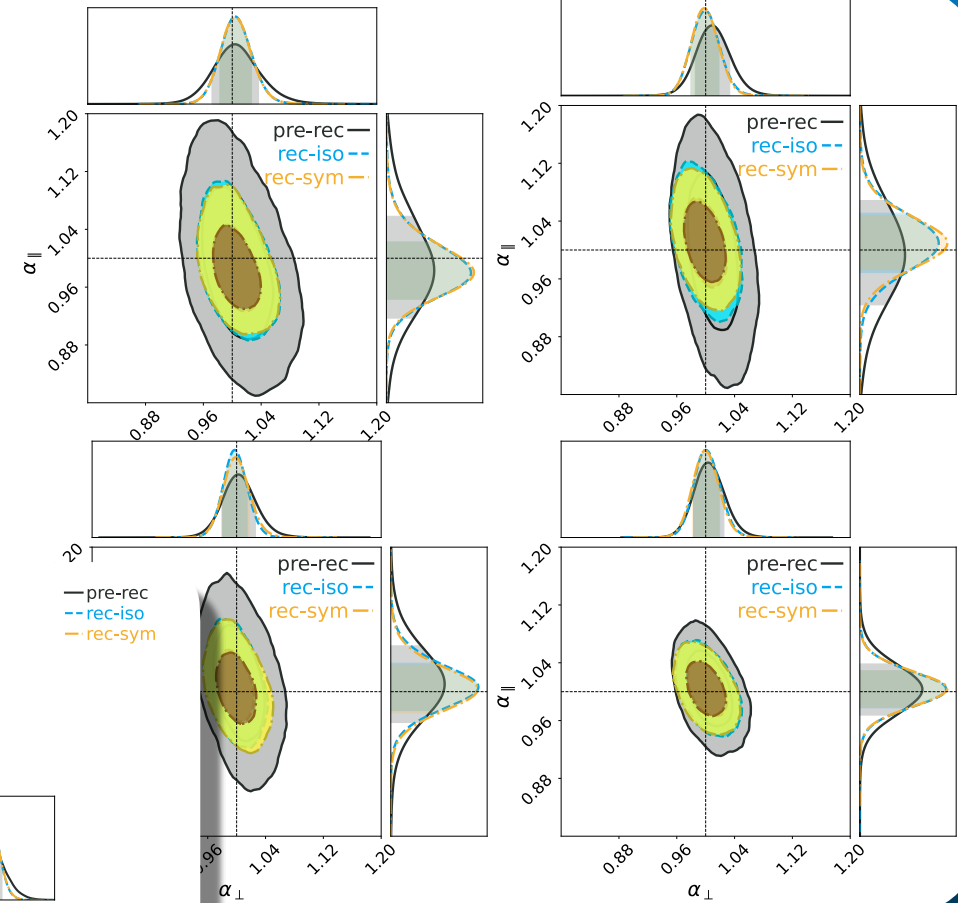 1.20
pre-rec
1.12
rec-iso
rec-sym
1.04
α∥
0.96
0.88
0.88
0.96
1.04
1.12
1.20
1.20
pre-rec
1.12
rec-iso
rec-sym
1.04
α∥
0.96
0.88
0.88
0.96
1.04
1.12
1.20
20
pre-rec
rec-iso
rec-sym
pre-rec
rec-iso
rec-sym
.96
1.04
1.12
1.20
α⊥
1.20
pre-rec
1.12
rec-iso
rec-sym
1.04
α∥
0.96
0.88
0.88
0.96
1.04
1.12
1.20
α⊥